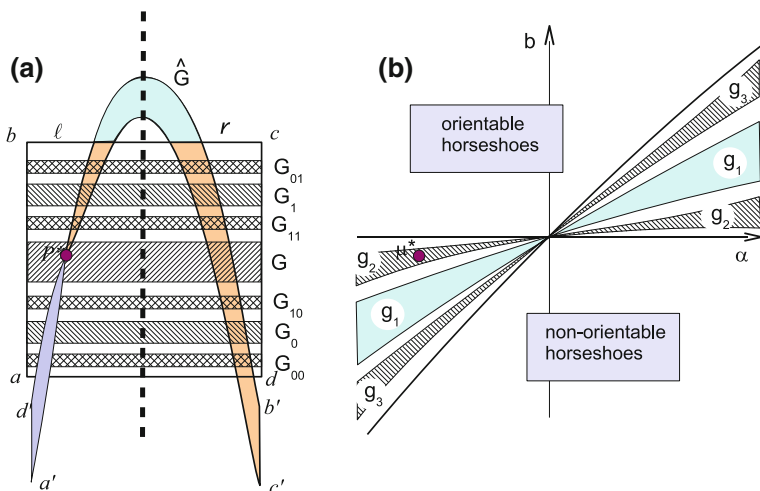 (a)
Ĝ
b ℓ r c
G₀₁
G₁
G₁₁
P*
G
G₁₀
G₀
G₀₀
a d
d' b'
a' c'
(b)
b
orientable
horseshoes
g₃
g₁
g₂
g₂ μ*
α
g₁
non-orientable
horseshoes
g₃